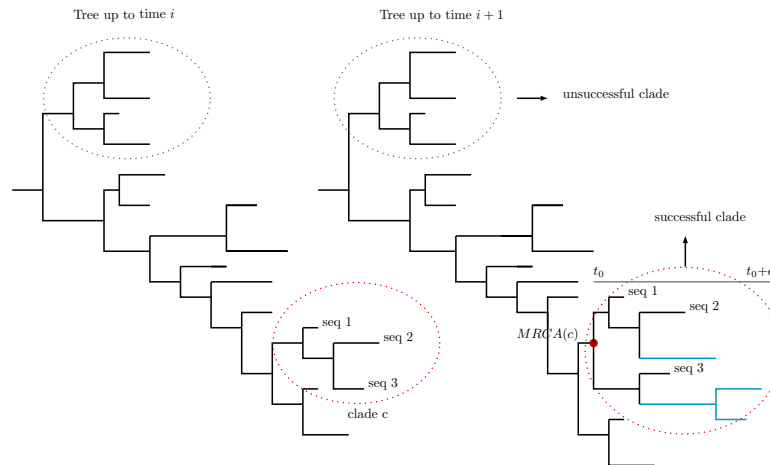 Tree up to time i
Tree up to time i + 1
unsuccessful clade
successful clade
t₀
t₀+
seq 1
seq 2
MRCA(c)
seq 3
seq 1
seq 2
seq 3
clade c